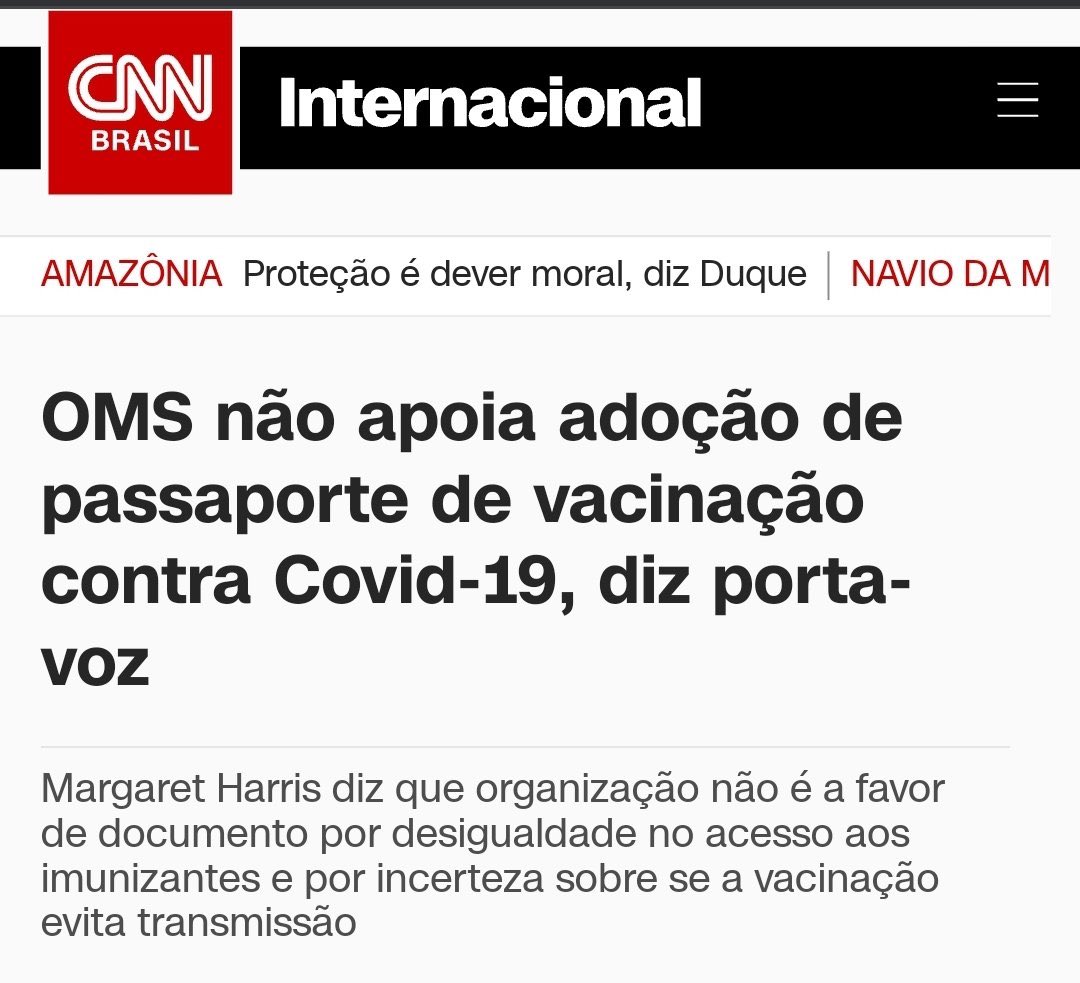 CNN
BRASIL
Internacional
AMAZÔNIA Proteção é dever moral, diz Duque NAVIO DA M
OMS não apoia adoção de
passaporte de vacinação
contra Covid-19, diz porta-
voz
Margaret Harris diz que organização não é a favor
de documento por desigualdade no acesso aos
imunizantes e por incerteza sobre se a vacinação
evita transmissão